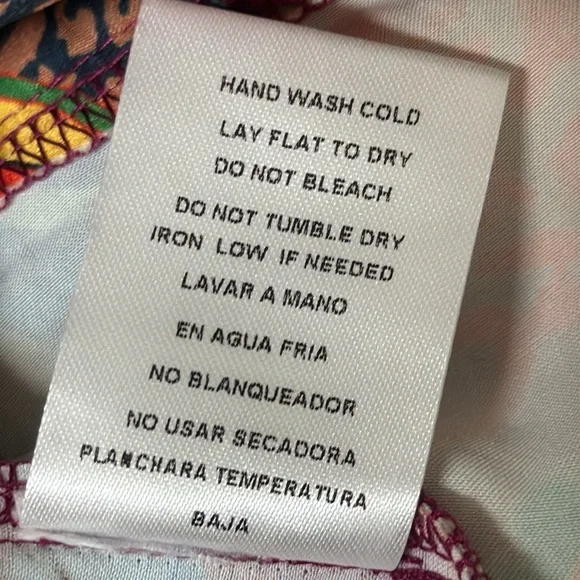 HAND WASH COLD
LAY FLAT TO DRY
DO NOT BLEACH
DO NOT TUMBLE DRY
IRON LOW IF NEEDED
LAVAR A MANO
EN AGUA FRIA
NO BLANQUEADOR
NO USAR SECADORA
PLANCHARA TEMPERATURA
BAJA